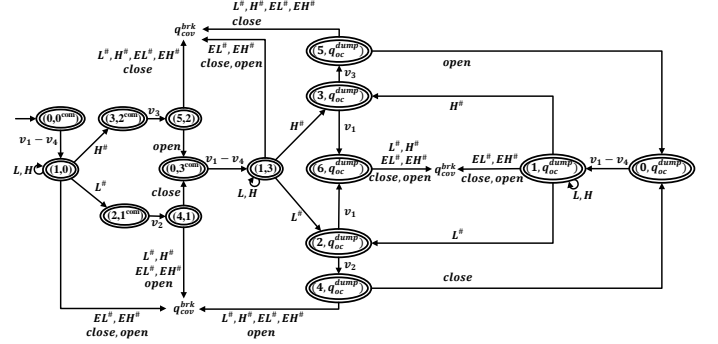 L#, H#, EL#, EH#
close
q_cov^brk
EL#, EH#
close, open
L#, H#, EL#, EH#
close
(5, q_oc^dump)
open
v3
(0,0^com)
(3,2^com)
v3
(5,2)
(3, q_oc^dump)
H#
v1 − v4
H#
open
H#
v1
L, H
(1,0)
(0,3^com)
v1 − v4
(1,3)
(6, q_oc^dump)
L#, H#
EL#, EH#
close, open
q_cov^brk
EL#, EH#
close, open
(1, q_oc^dump)
v1 − v4
(0, q_oc^dump)
L#
close
L, H
L, H
(2,1^com)
v2
(4,1)
L#
v1
L#
(2, q_oc^dump)
L#, H#
EL#, EH#
open
v2
close
(4, q_oc^dump)
EL#, EH#
close, open
q_cov^brk
L#, H#, EL#, EH#
open